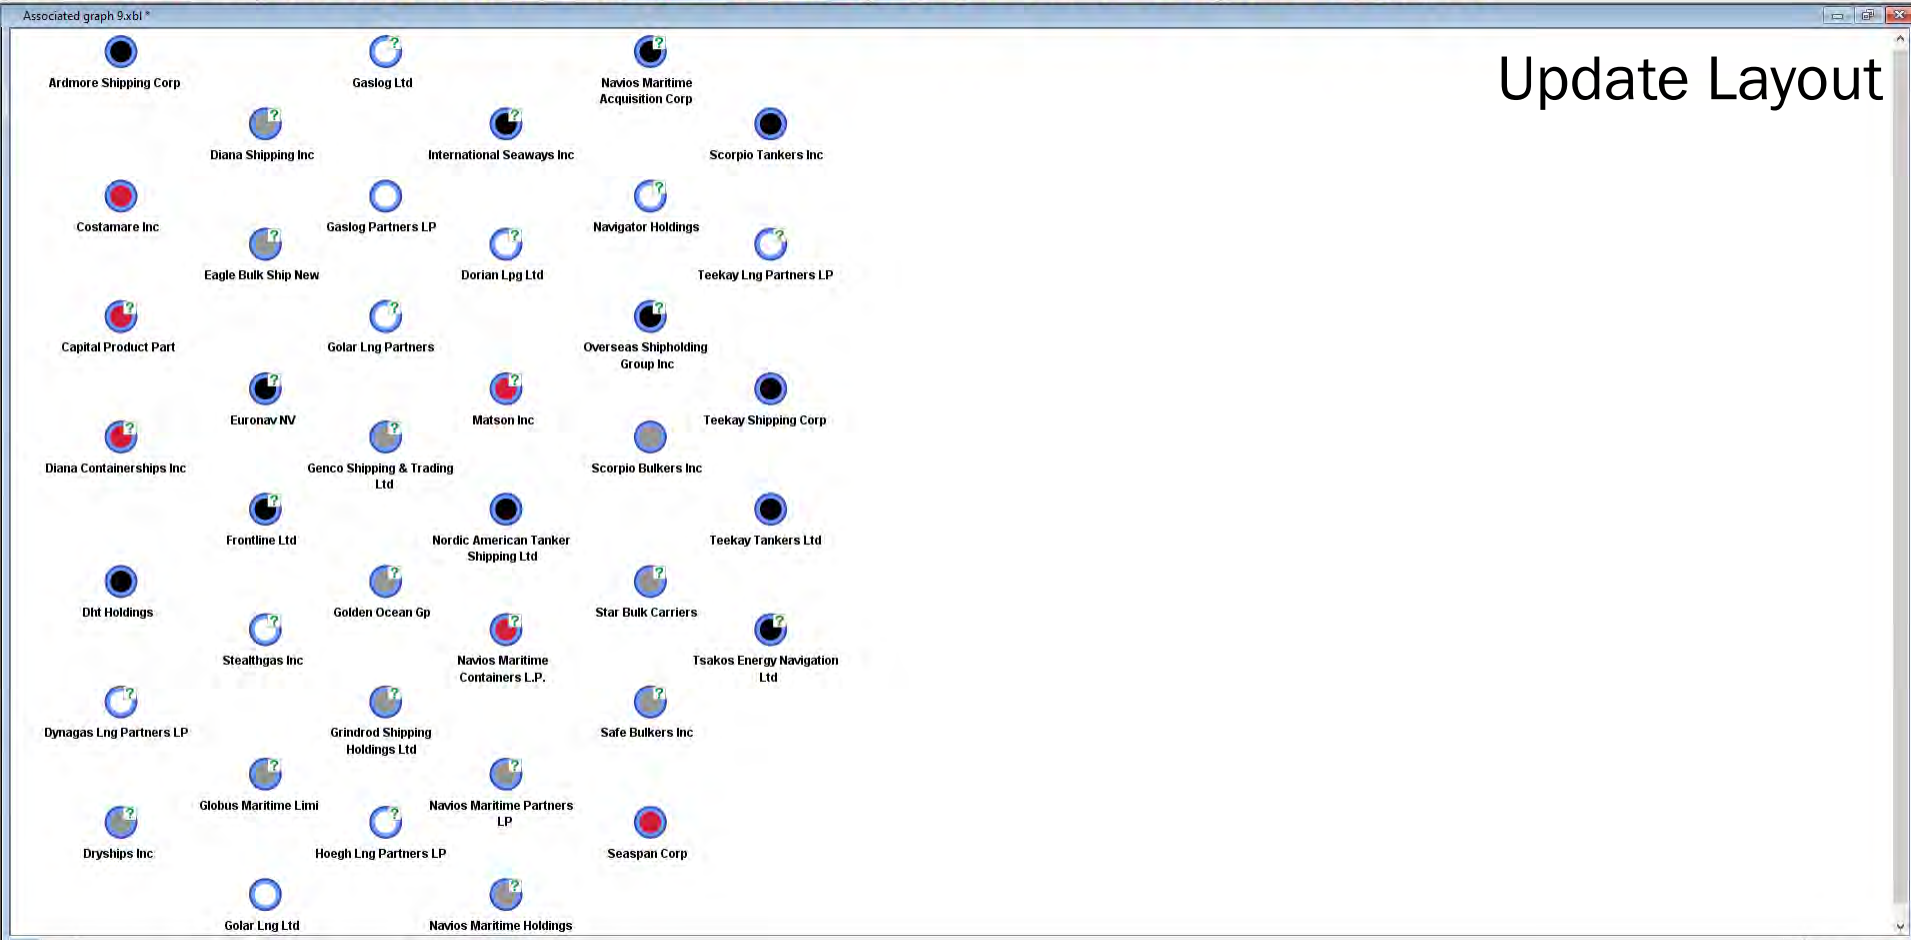 Associated graph 9.xbl *
Update Layout
Ardmore Shipping Corp
?
Gaslog Ltd
?
Navios Maritime
Acquisition Corp
?
Diana Shipping Inc
?
International Seaways Inc
Scorpio Tankers Inc
Costamare Inc
Gaslog Partners LP
?
Navigator Holdings
?
Eagle Bulk Ship New
?
Dorian Lpg Ltd
?
Teekay Lng Partners LP
?
Capital Product Part
?
Golar Lng Partners
?
Overseas Shipholding
Group Inc
?
Euronav NV
?
Matson Inc
Teekay Shipping Corp
?
Diana Containerships Inc
?
Genco Shipping & Trading
Ltd
Scorpio Bulkers Inc
?
Frontline Ltd
Nordic American Tanker
Shipping Ltd
Teekay Tankers Ltd
Dht Holdings
?
Golden Ocean Gp
?
Star Bulk Carriers
?
Stealthgas Inc
?
Navios Maritime
Containers L.P.
?
Tsakos Energy Navigation
Ltd
?
Dynagas Lng Partners LP
?
Grindrod Shipping
Holdings Ltd
?
Safe Bulkers Inc
?
Globus Maritime Limi
?
Navios Maritime Partners
LP
?
Dryships Inc
?
Hoegh Lng Partners LP
Seaspan Corp
Golar Lng Ltd
?
Navios Maritime Holdings